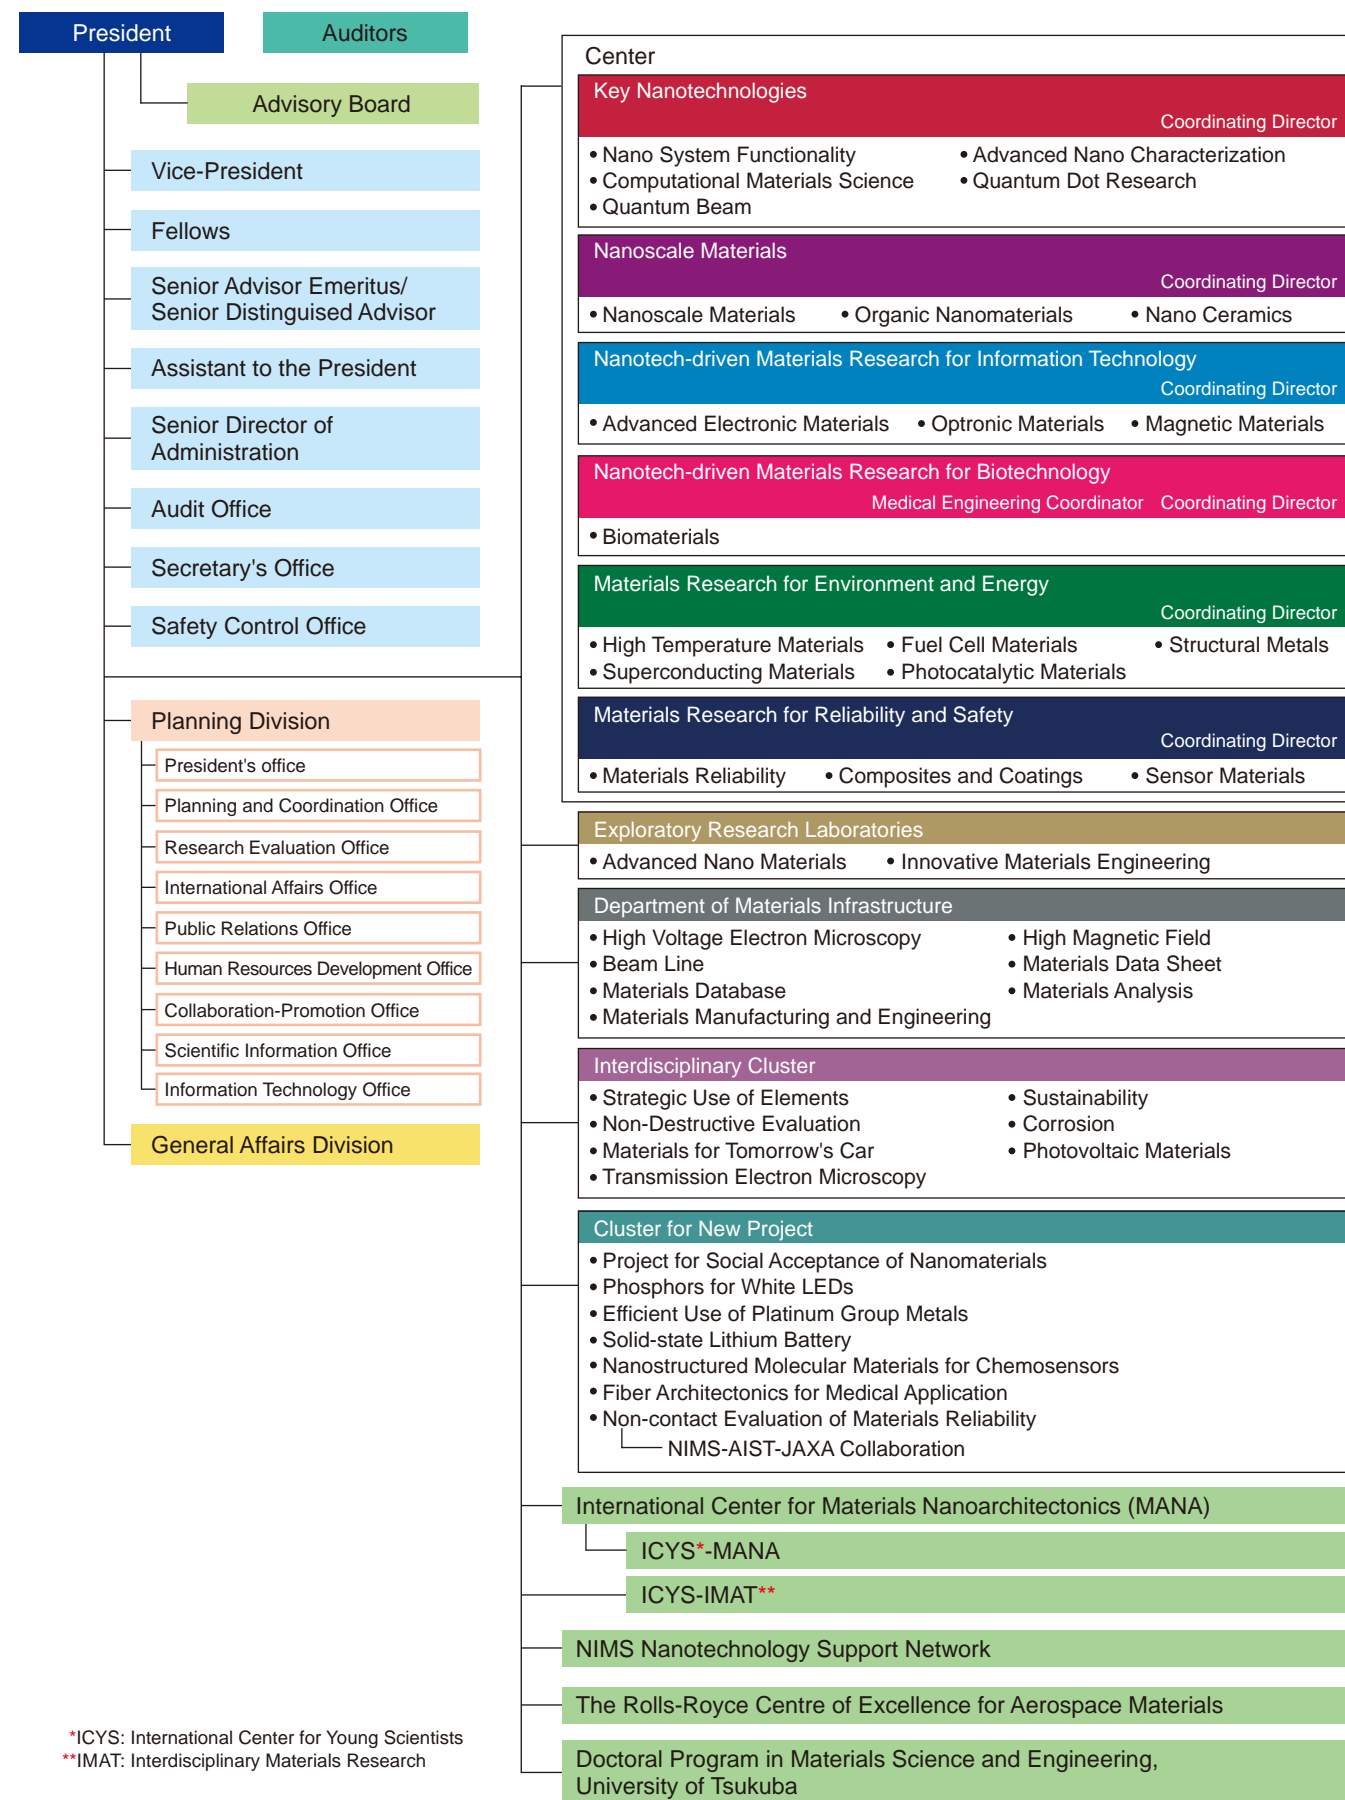 President
Auditors
Advisory Board
Vice-President
Fellows
Senior Advisor Emeritus/
Senior Distinguised Advisor
Assistant to the President
Senior Director of
Administration
Audit Office
Secretary's Office
Safety Control Office
Planning Division
President's office
Planning and Coordination Office
Research Evaluation Office
International Affairs Office
Public Relations Office
Human Resources Development Office
Collaboration-Promotion Office
Scientific Information Office
Information Technology Office
General Affairs Division
Center
Key Nanotechnologies
Coordinating Director
• Nano System Functionality • Advanced Nano Characterization
• Computational Materials Science • Quantum Dot Research
• Quantum Beam
Nanoscale Materials
Coordinating Director
• Nanoscale Materials • Organic Nanomaterials • Nano Ceramics
Nanotech-driven Materials Research for Information Technology
Coordinating Director
• Advanced Electronic Materials • Optronic Materials • Magnetic Materials
Nanotech-driven Materials Research for Biotechnology
Medical Engineering Coordinator Coordinating Director
• Biomaterials
Materials Research for Environment and Energy
Coordinating Director
• High Temperature Materials • Fuel Cell Materials • Structural Metals
• Superconducting Materials • Photocatalytic Materials
Materials Research for Reliability and Safety
Coordinating Director
• Materials Reliability • Composites and Coatings • Sensor Materials
Exploratory Research Laboratories
• Advanced Nano Materials • Innovative Materials Engineering
Department of Materials Infrastructure
• High Voltage Electron Microscopy • High Magnetic Field
• Beam Line • Materials Data Sheet
• Materials Database • Materials Analysis
• Materials Manufacturing and Engineering
Interdisciplinary Cluster
• Strategic Use of Elements • Sustainability
• Non-Destructive Evaluation • Corrosion
• Materials for Tomorrow's Car • Photovoltaic Materials
• Transmission Electron Microscopy
Cluster for New Project
• Project for Social Acceptance of Nanomaterials
• Phosphors for White LEDs
• Efficient Use of Platinum Group Metals
• Solid-state Lithium Battery
• Nanostructured Molecular Materials for Chemosensors
• Fiber Architectonics for Medical Application
• Non-contact Evaluation of Materials Reliability
NIMS-AIST-JAXA Collaboration
International Center for Materials Nanoarchitectonics (MANA)
ICYS*-MANA
ICYS-IMAT**
NIMS Nanotechnology Support Network
The Rolls-Royce Centre of Excellence for Aerospace Materials
Doctoral Program in Materials Science and Engineering,
University of Tsukuba
*ICYS: International Center for Young Scientists
**IMAT: Interdisciplinary Materials Research